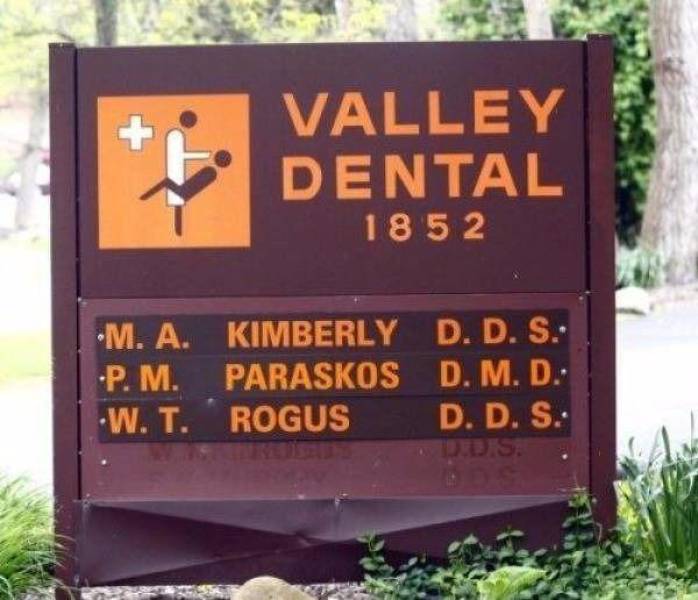 VALLEY
DENTAL
1852
M. A. KIMBERLY D. D. S.
P. M. PARASKOS D. M. D.
W. T. ROGUS D. D. S.
D.D.S.
D.D.S.